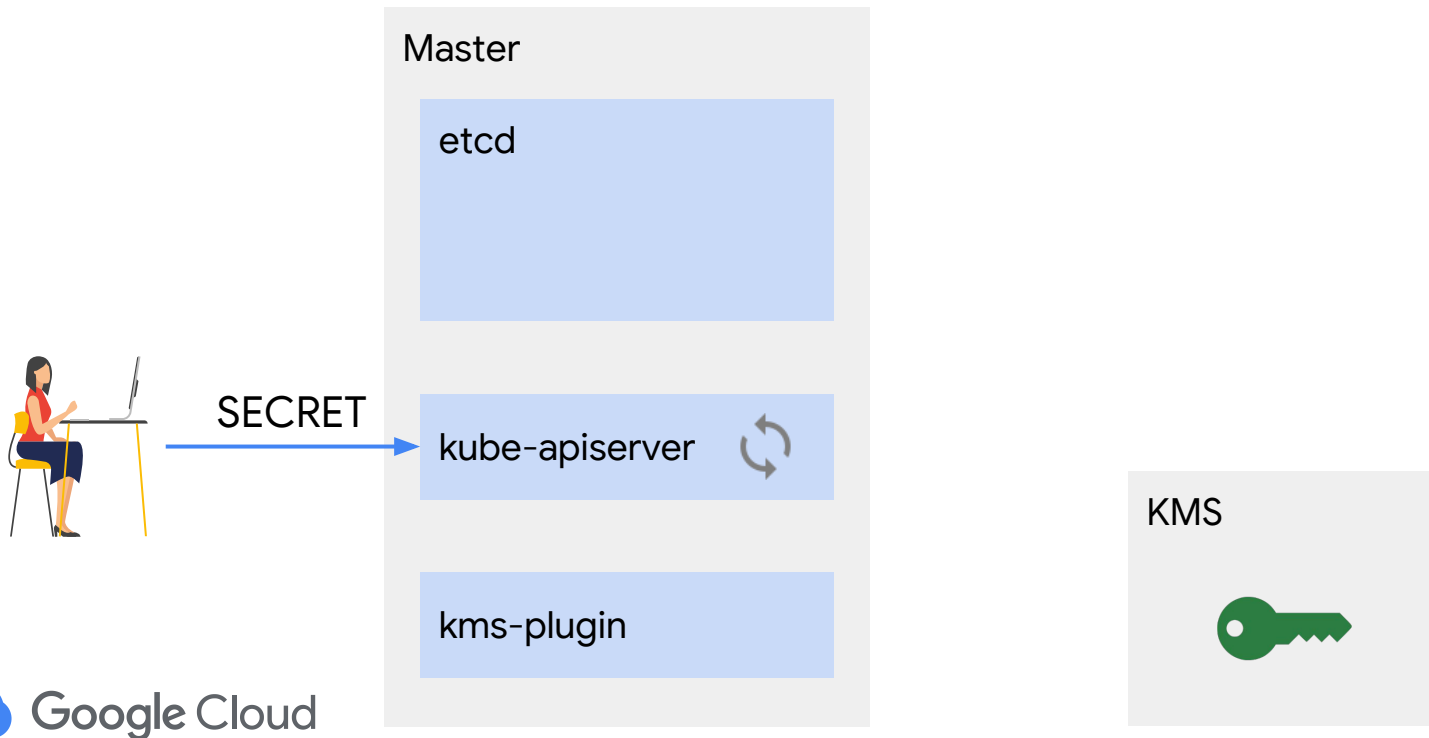 Master
etcd
SECRET
kube-apiserver
KMS
kms-plugin
Google Cloud